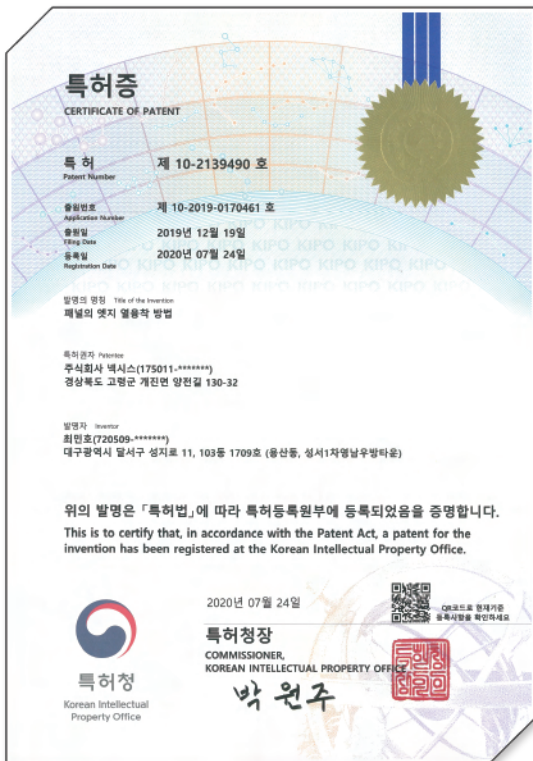 특허증
CERTIFICATE OF PATENT
특 허 제 10-2139490 호
Patent Number
출원번호 제 10-2019-0170461 호
Application Number
출원일 2019년 12월 19일
Filing Date
등록일 2020년 07월 24일
Registration Date
발명의 명칭 Title of the Invention
패널의 엣지 열융착 방법
특허권자 Patentee
주식회사 넥시스(175011-*******)
경상북도 고령군 개진면 양전길 130-32
발명자 Inventor
최민호(720509-*******)
대구광역시 달서구 성지로 11, 103동 1709호 (용산동, 성서1차영남우방타운)
위의 발명은 「특허법」에 따라 특허등록원부에 등록되었음을 증명합니다.
This is to certify that, in accordance with the Patent Act, a patent for the
invention has been registered at the Korean Intellectual Property Office.
2020년 07월 24일
QR코드로 현재기준
등록사항을 확인하세요
특허청장
COMMISSIONER,
KOREAN INTELLECTUAL PROPERTY OFFICE
박원주
특허청
Korean Intellectual
Property Office